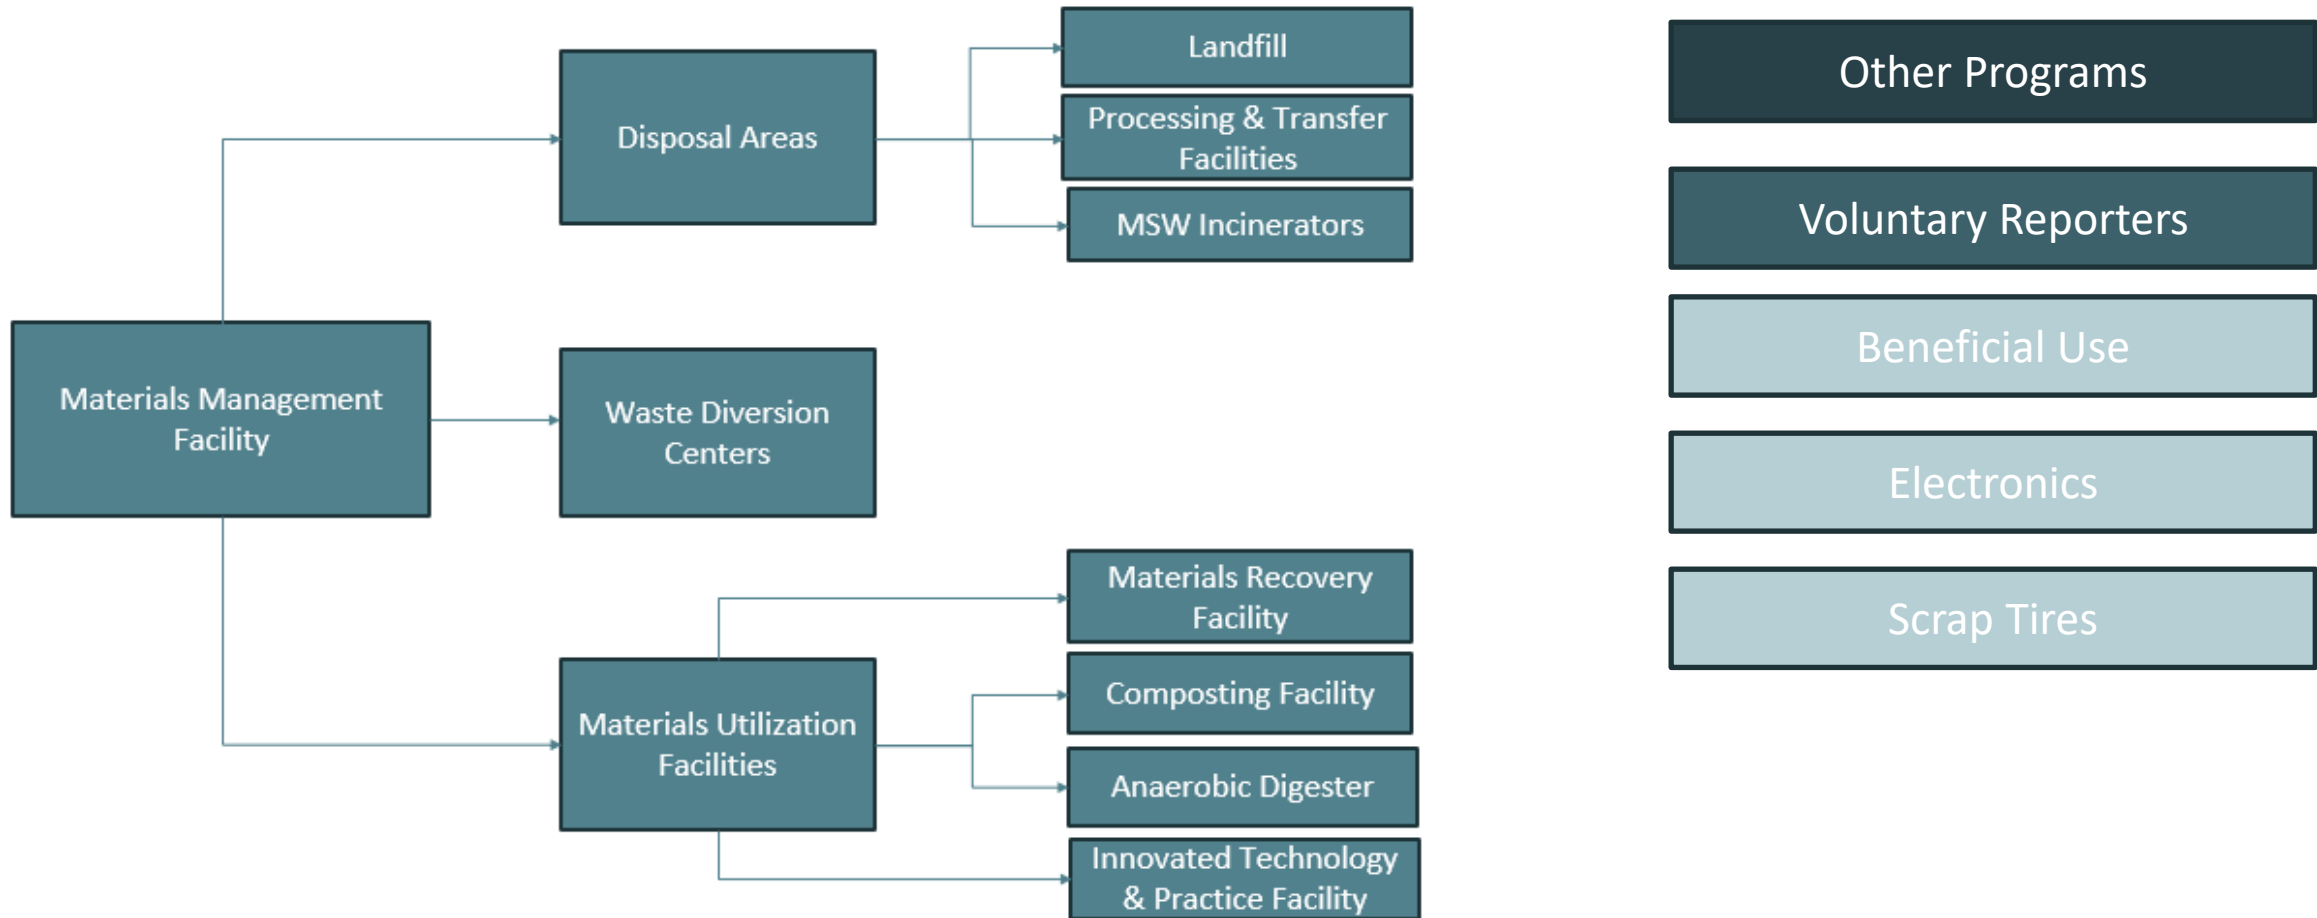 Materials Management
Facility
Disposal Areas
Landfill
Processing & Transfer
Facilities
MSW Incinerators
Waste Diversion
Centers
Materials Utilization
Facilities
Materials Recovery
Facility
Composting Facility
Anaerobic Digester
Innovated Technology
& Practice Facility
Other Programs
Voluntary Reporters
Beneficial Use
Electronics
Scrap Tires